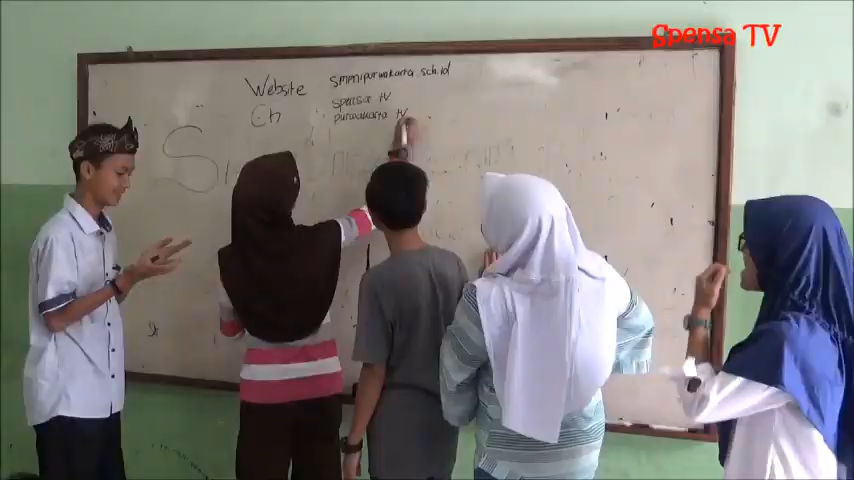 Spensa TV
Website
smpn1purwakarta.sch.id
Ch
spensa tv
purwakarta tv